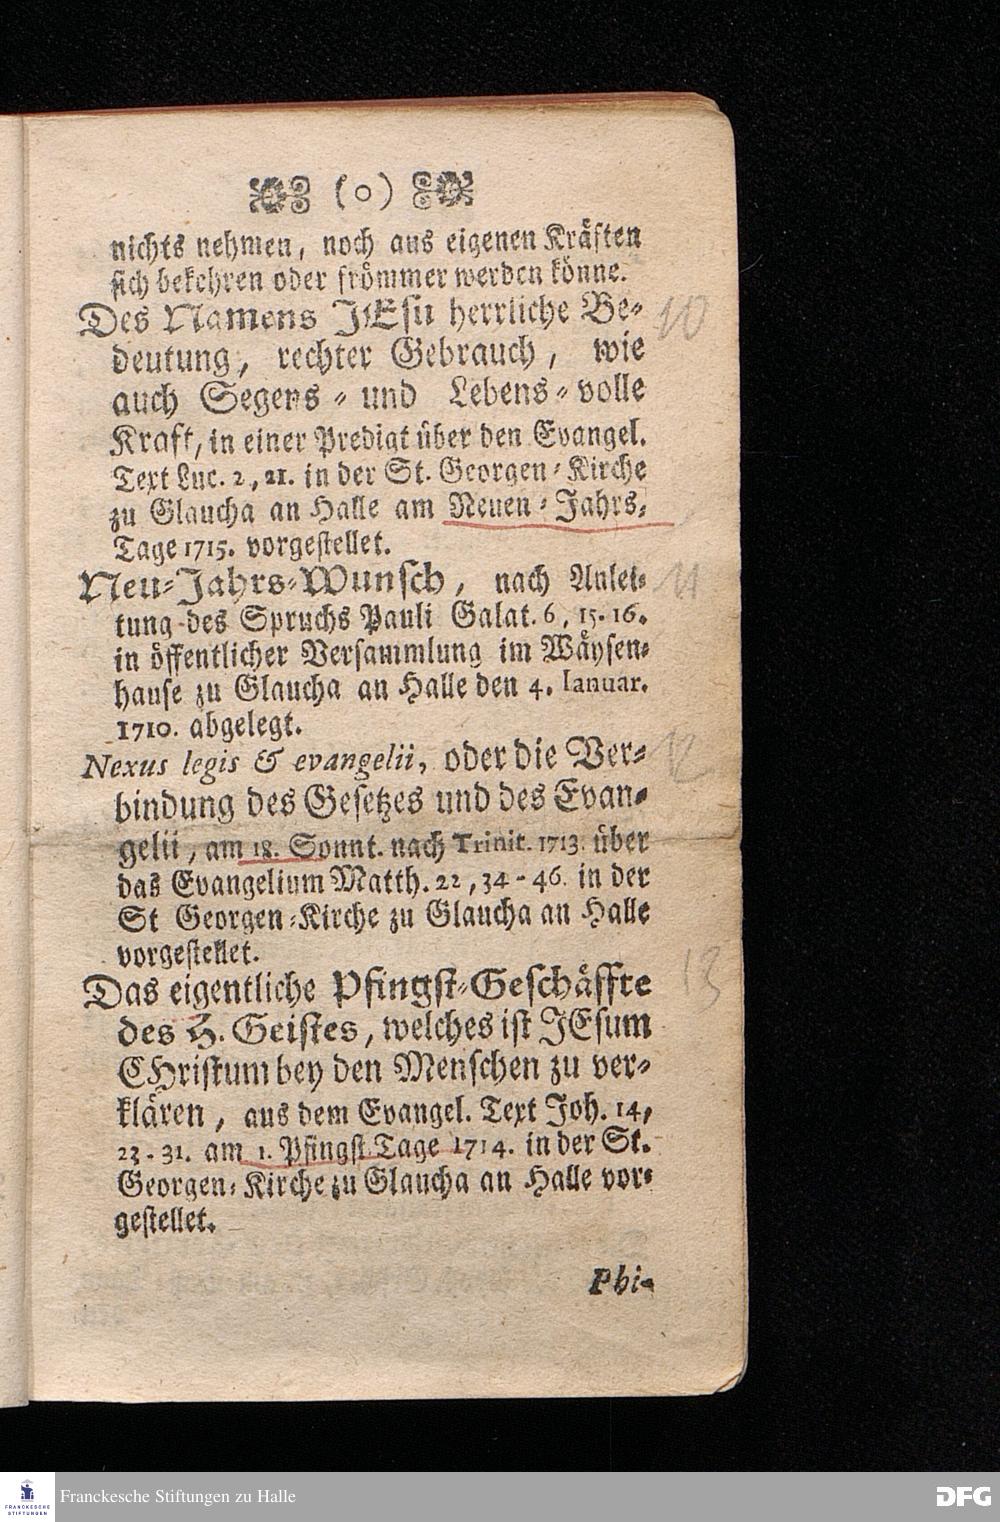 (o)
nichts nehmen, noch aus eigenen Kräften
sich bekehren oder frömmer werden könne.
Des Namens JEsu herrliche Be-
deutung, rechter Gebrauch, wie
auch Segens- und Lebens-volle
Kraft, in einer Predigt über den Evangel.
Text Luc. 2, 21. in der St. Georgen-Kirche
zu Glaucha an Halle am Neuen-Jahrs-
Tage 1715. vorgestellet.
Neu-Jahrs-Wunsch, nach Anlei-
tung des Spruchs Pauli Galat. 6, 15. 16.
in öffentlicher Versammlung im Wäysen-
hause zu Glaucha an Halle den 4. Ianuar.
1710. abgelegt.
Nexus legis & evangelii, oder die Ver-
bindung des Gesetzes und des Evan-
gelii, am 18. Sonnt. nach Trinit. 1713. über
das Evangelium Matth. 22, 34-46. in der
St Georgen-Kirche zu Glaucha an Halle
vorgestellet.
Das eigentliche Pfingst-Geschäffte
des H. Geistes, welches ist JEsum
CHristum bey den Menschen zu ver-
klären, aus dem Evangel. Text Joh. 14,
23-31. am 1. Pfingst Tage 1714. in der St.
Georgen-Kirche zu Glaucha an Halle vor-
gestellet.
Phi-
10
11
12
13
FRANCKESCHE
STIFTUNGEN
Franckesche Stiftungen zu Halle
DFG